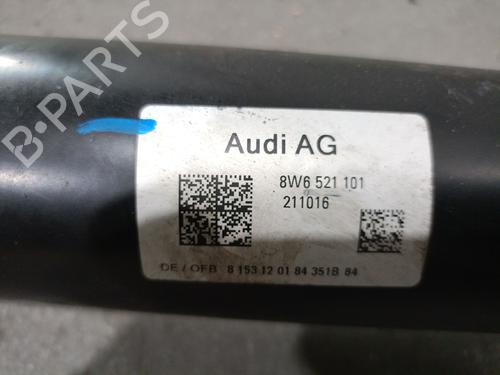 B-PARTS
Audi AG
8W6 521 101
211016
DE / OFB 8 153 12 01 84 351B 84